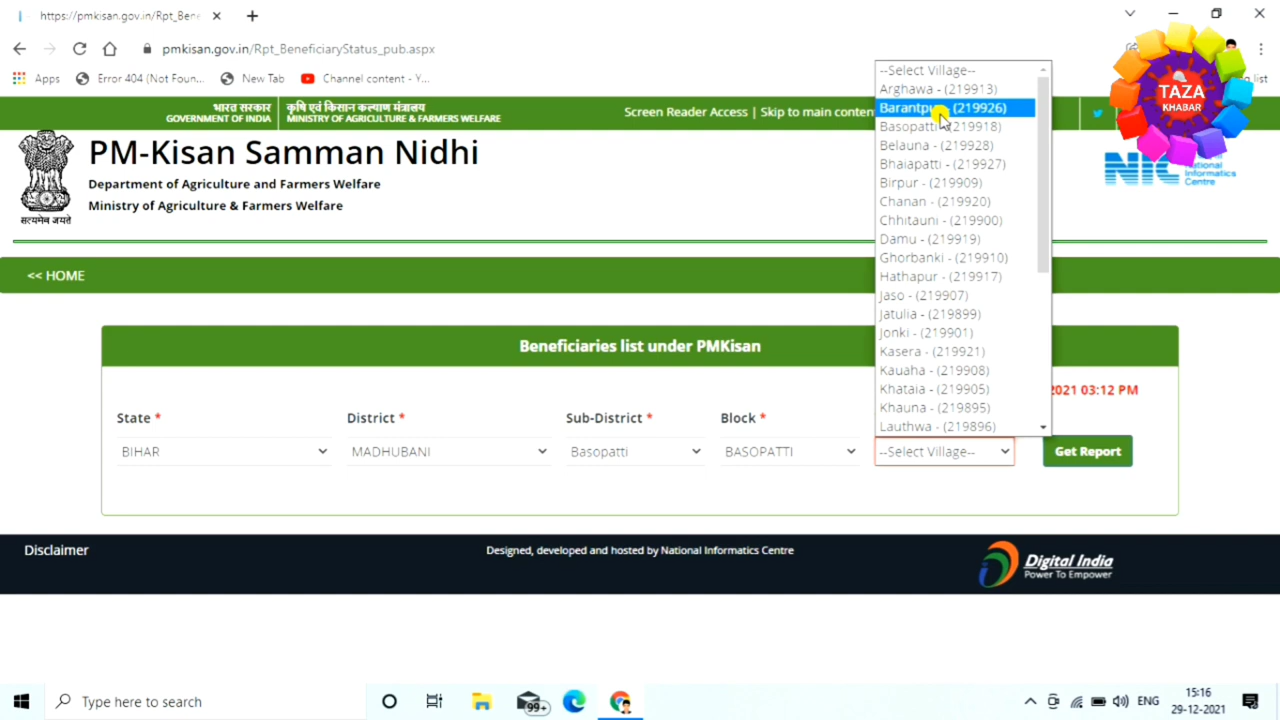 https://pmkisan.gov.in/Rpt_Bene
pmkisan.gov.in/Rpt_BeneficiaryStatus_pub.aspx
Apps
Error 404 (Not Foun...
New Tab
Channel content - Y...
g list
TAZA
KHABAR
भारत सरकार
GOVERNMENT OF INDIA
कृषि एवं किसान कल्याण मंत्रालय
MINISTRY OF AGRICULTURE & FARMERS WELFARE
Screen Reader Access | Skip to main conten
सत्यमेव जयते
PM-Kisan Samman Nidhi
Department of Agriculture and Farmers Welfare
Ministry of Agriculture & Farmers Welfare
NIC
National
Informatics
Centre
<< HOME
Beneficiaries list under PMKisan
2021 03:12 PM
State *
District *
Sub-District *
Block *
BIHAR
MADHUBANI
Basopatti
BASOPATTI
--Select Village--
Get Report
--Select Village--
Arghawa - (219913)
(219926)
Basopatti (219918)
Belauna - (219928)
Bhaiapatti - (219927)
Birpur - (219909)
Chanan - (219920)
Chhitauni - (219900)
Damu - (219919)
Ghorbanki - (219910)
Hathapur - (219917)
Jaso - (219907)
Jatulia - (219899)
Jonki - (219901)
Kasera - (219921)
Kauaha - (219908)
Khataia - (219905)
Khauna - (219895)
Lauthwa - (219896)
Disclaimer
Designed, developed and hosted by National Informatics Centre
Digital India
Power To Empower
Type here to search
99+
ENG
15:16
29-12-2021